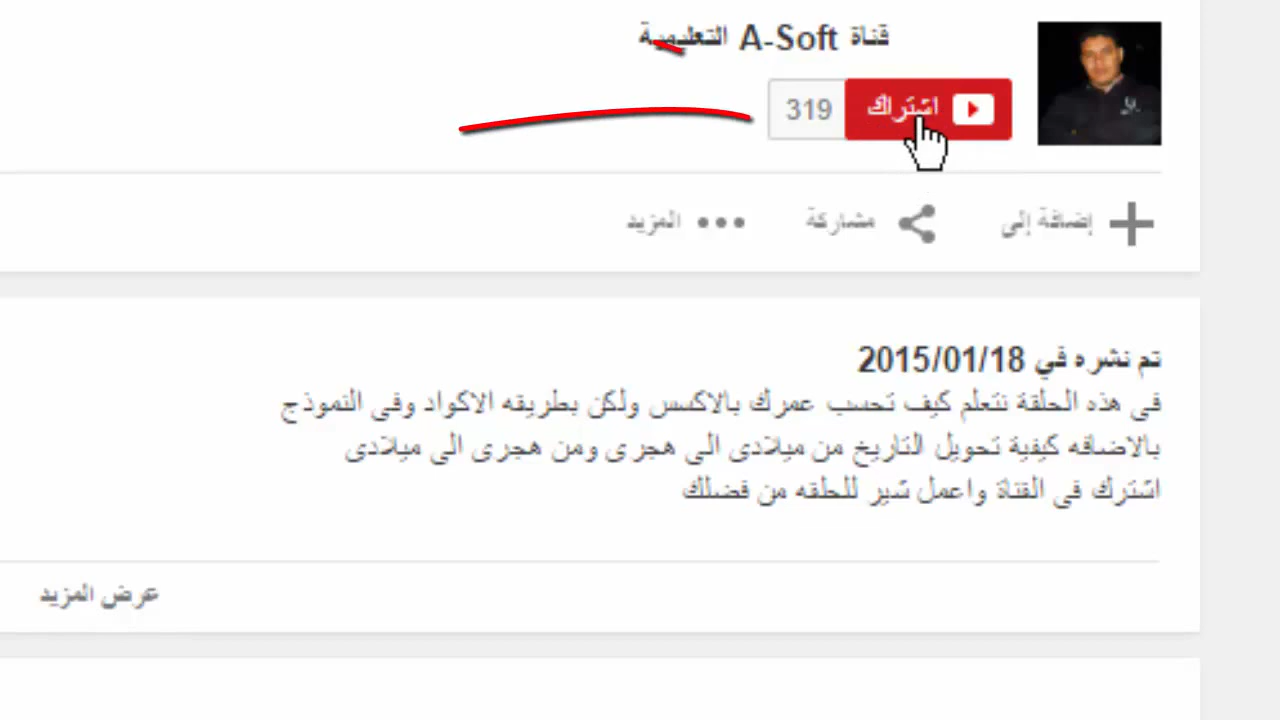 قناة A-Soft التعليمية
اشتراك 319
إضافة إلى مشاركة المزيد
تم نشره في 2015/01/18
فى هذه الحلقة نتعلم كيف تحسب عمرك بالاكسس ولكن بطريقه الاكواد وفى النموذج
بالاضافه كيفية تحويل التاريخ من ميلادى الى هجرى ومن هجرى الى ميلادى
اشترك فى القناة واعمل شير للحلقه من فضلك
عرض المزيد